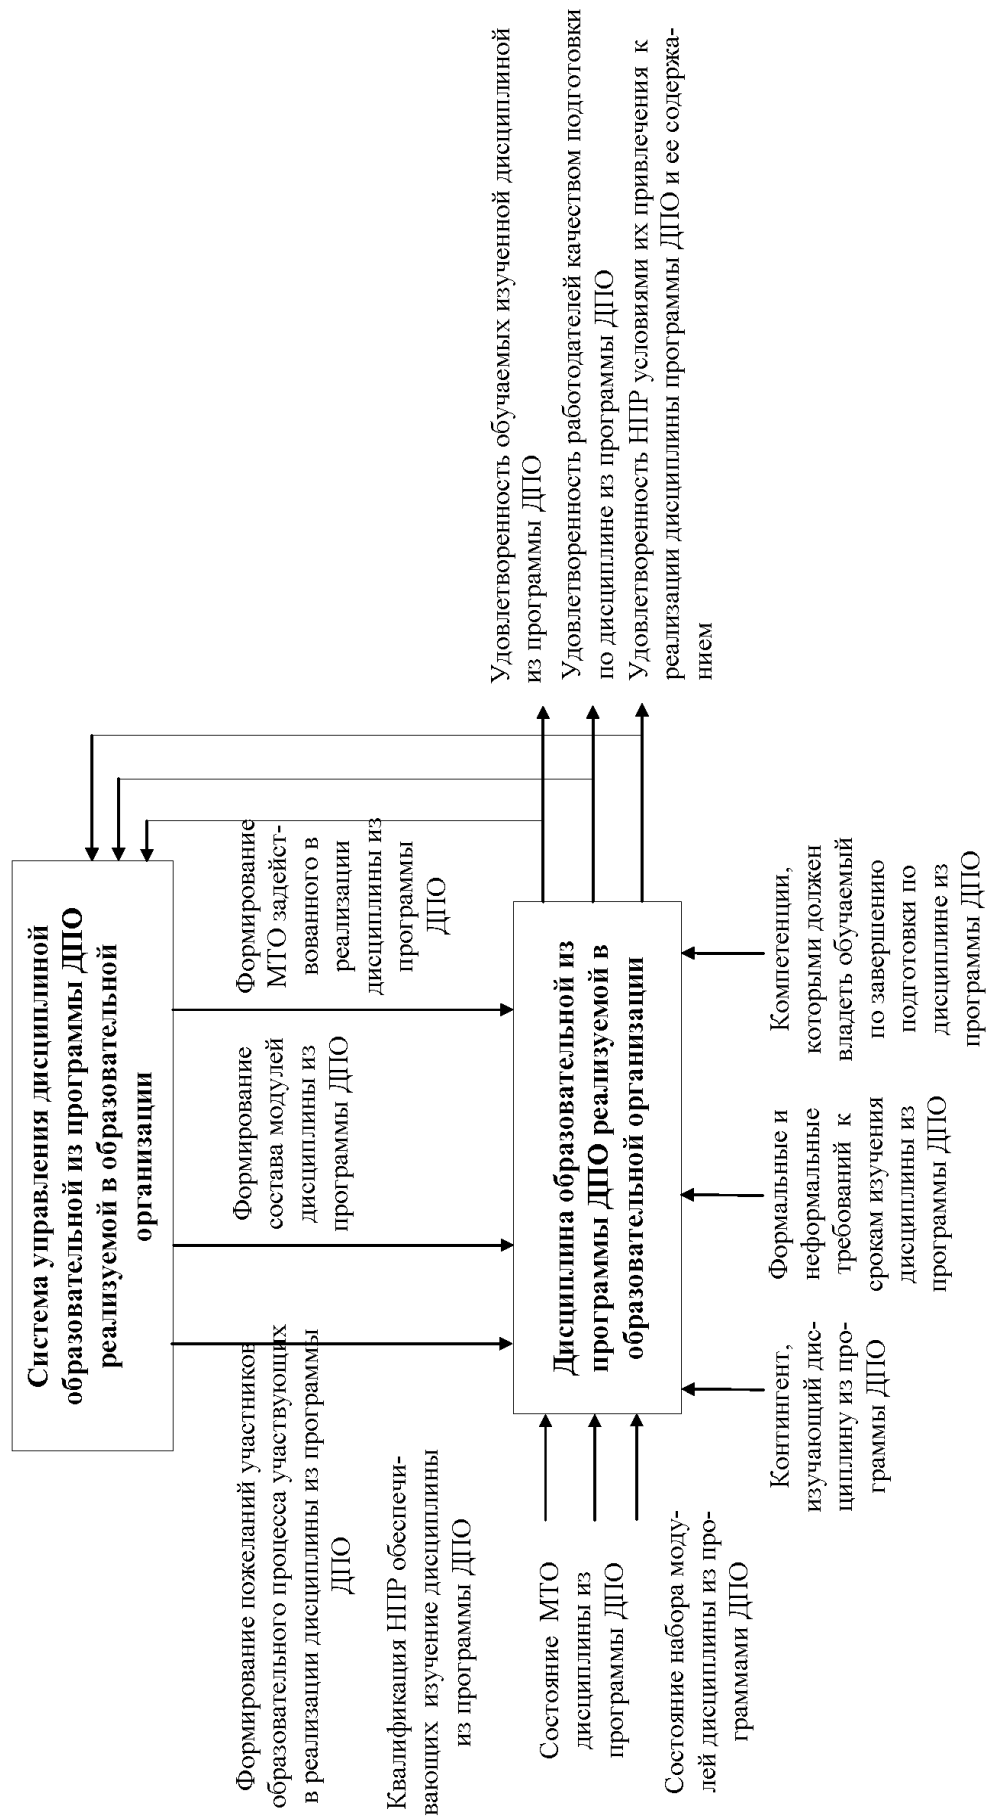 Система управления дисциплиной
образовательной из программы ДПО
реализуемой в образовательной
организации
Формирование пожеланий участников
образовательного процесса участвующих
в реализации дисциплины из программы
ДПО
Формирование
состава модулей
дисциплины из
программы ДПО
Формирование
МТО задейст-
вованного в
реализации
дисциплины из
программы
ДПО
Квалификация НПР обеспечи-
вающих изучение дисциплины
из программы ДПО
Состояние МТО
дисциплины из
программы ДПО
Состояние набора моду-
лей дисциплины из про-
граммами ДПО
Дисциплина образовательной из
программы ДПО реализуемой в
образовательной организации
Удовлетворенность обучаемых изученной дисциплиной
из программы ДПО
Удовлетворенность работодателей качеством подготовки
по дисциплине из программы ДПО
Удовлетворенность НПР условиями их привлечения к
реализации дисциплины программы ДПО и ее содержа-
нием
Контингент,
изучающий дис-
циплину из про-
граммы ДПО
Формальные и
неформальные
требований к
срокам изучения
дисциплины из
программы ДПО
Компетенции,
которыми должен
владеть обучаемый
по завершению
подготовки по
дисциплине из
программы ДПО